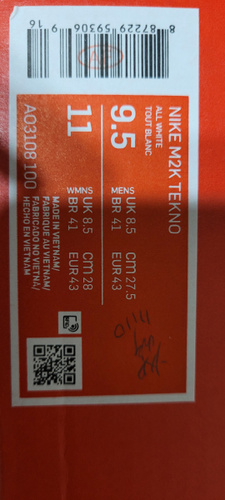 8 87229 59306 9 16
NIKE M2K TEKNO
ALL WHITE
TOUT BLANC
MENS
9.5
UK 8,5 cm 27,5
BR 41 EUR 43
WMNS
11
UK 8,5 cm 28
BR 41 EUR 43
AO3108 100
MADE IN VIETNAM/
FABRIQUE AU VIETNAM/
FABRICADO NO VIETNÃ/
HECHO EN VIETNAM